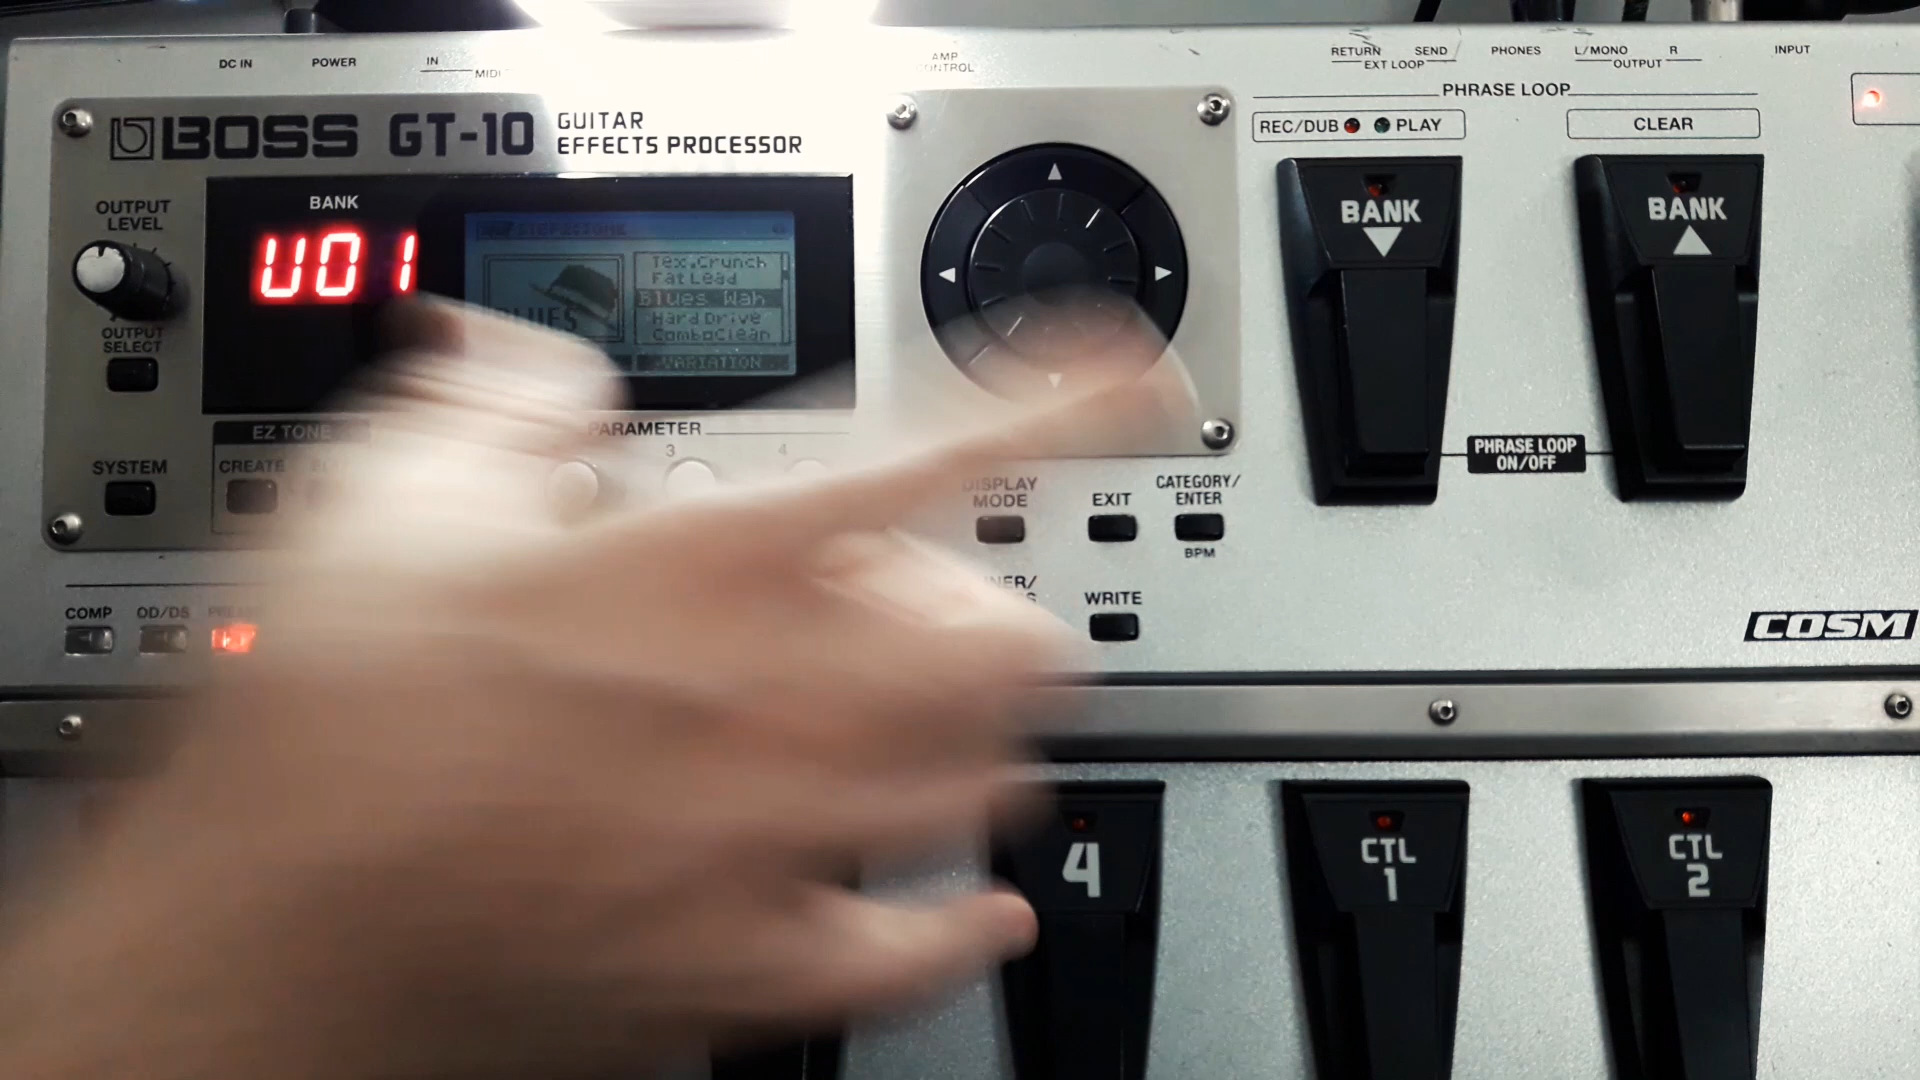 DC IN
POWER
IN
MIDI
AMP
CONTROL
RETURN
SEND
EXT LOOP
PHONES
L/MONO
R
OUTPUT
INPUT
PHRASE LOOP
REC/DUB
PLAY
CLEAR
BOSS GT-10
GUITAR
EFFECTS PROCESSOR
OUTPUT
LEVEL
BANK
U01
Tex.Crunch
Fat Lead
Blues Wah
Hard Drive
ComboClean
VARIATION
BLUES
BANK
BANK
OUTPUT
SELECT
EZ TONE
PARAMETER
3
4
SYSTEM
CREATE
DISPLAY
MODE
EXIT
CATEGORY/
ENTER
BPM
PHRASE LOOP
ON/OFF
WRITE
COMP
OD/DS
COSM
4
CTL
1
CTL
2